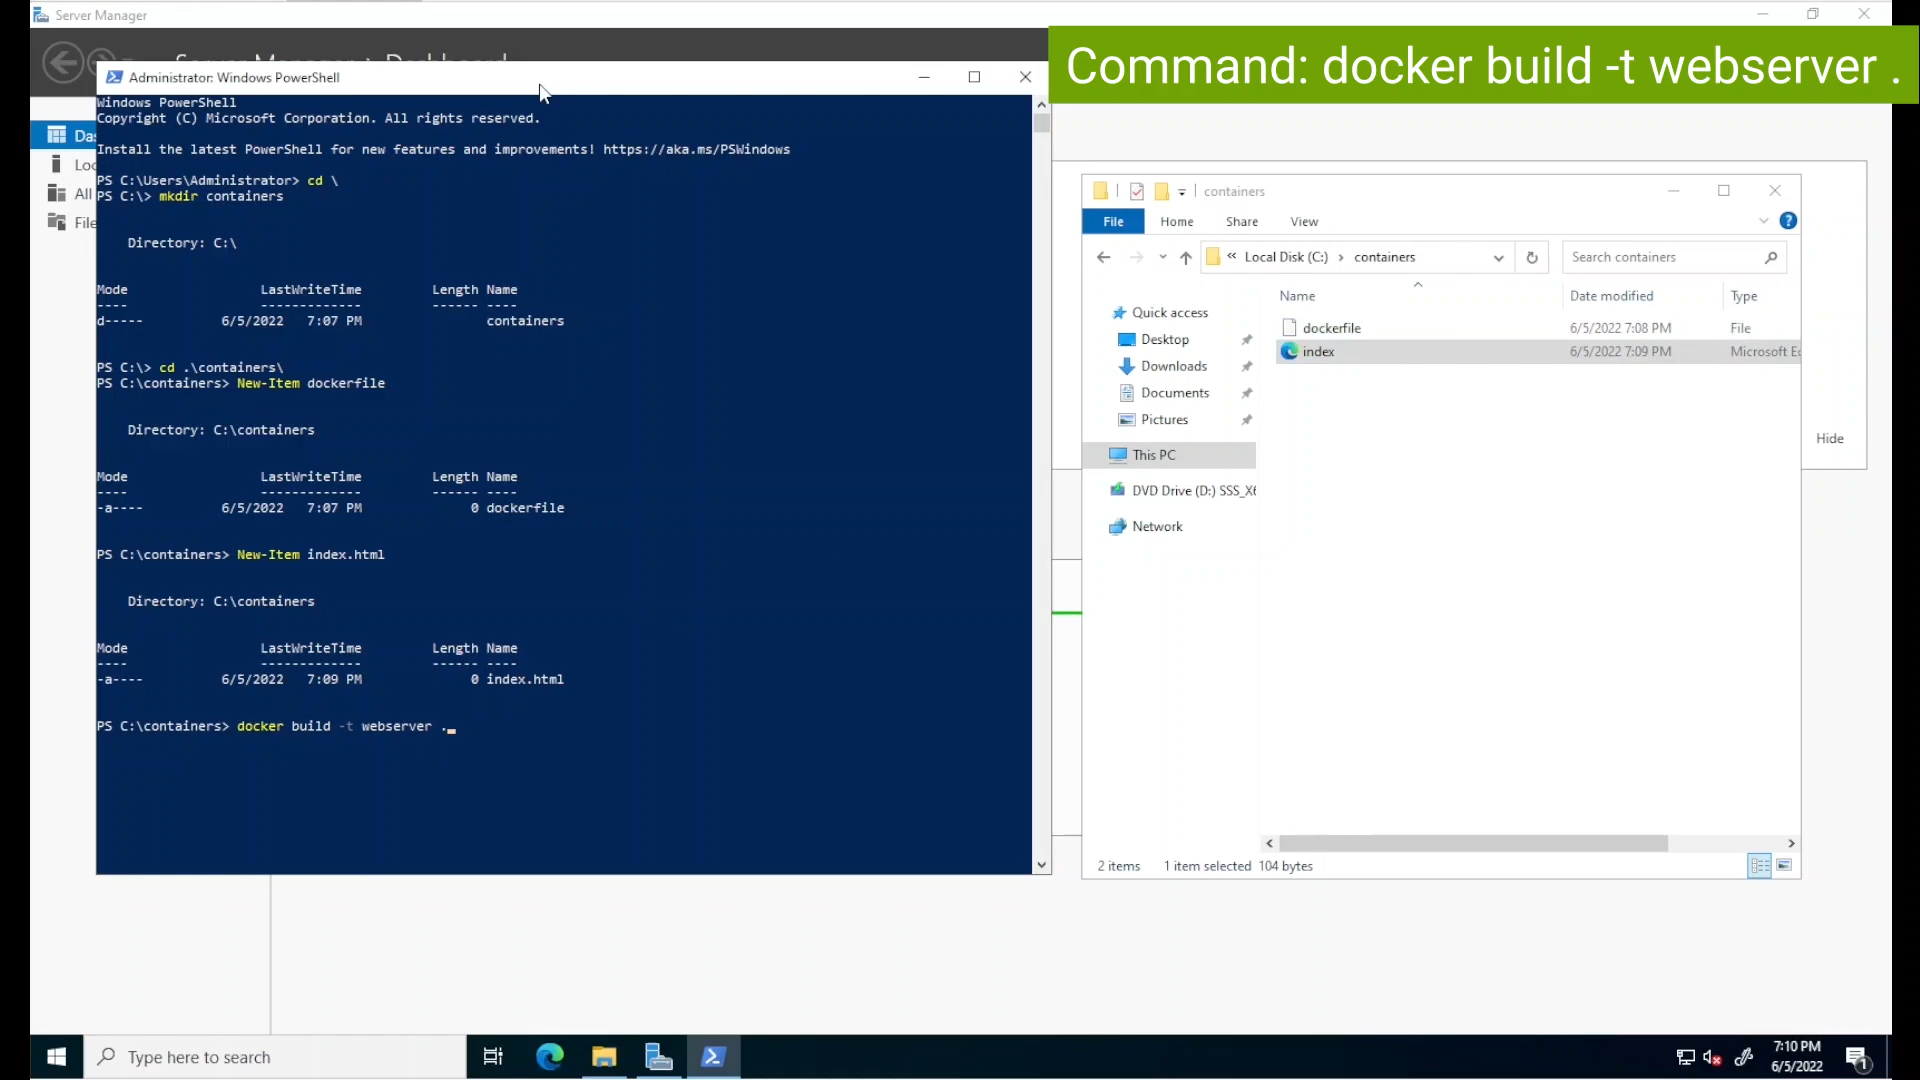 Server Manager
Command: docker build -t webserver .
Administrator: Windows PowerShell
Windows PowerShell
Copyright (C) Microsoft Corporation. All rights reserved.
Install the latest PowerShell for new features and improvements! https://aka.ms/PSWindows
PS C:\Users\Administrator> cd \
PS C:\> mkdir containers
Directory: C:\
Mode LastWriteTime Length Name
---- ------------- ------ ----
d----- 6/5/2022 7:07 PM containers
PS C:\> cd .\containers\
PS C:\containers> New-Item dockerfile
Directory: C:\containers
Mode LastWriteTime Length Name
---- ------------- ------ ----
-a---- 6/5/2022 7:07 PM 0 dockerfile
PS C:\containers> New-Item index.html
Directory: C:\containers
Mode LastWriteTime Length Name
---- ------------- ------ ----
-a---- 6/5/2022 7:09 PM 0 index.html
PS C:\containers> docker build -t webserver .
Das
Loc
All
File
containers
File Home Share View
« Local Disk (C:) > containers
Search containers
Name Date modified Type
dockerfile 6/5/2022 7:08 PM File
index 6/5/2022 7:09 PM Microsoft Ed
Quick access
Desktop
Downloads
Documents
Pictures
This PC
DVD Drive (D:) SSS_X6
Network
2 items 1 item selected 104 bytes
Hide
Type here to search
7:10 PM
6/5/2022
1